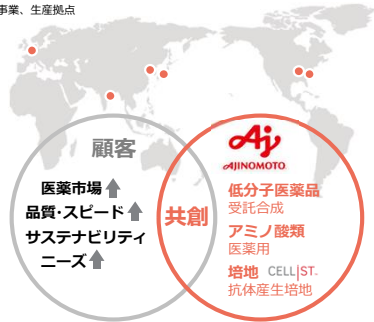 事業、生産拠点
顧客
医薬市場
品質・スピード
サステナビリティ
ニーズ
共創
Aj
AJINOMOTO
低分子医薬品
受託合成
アミノ酸類
医薬用
培地 CELLIST
抗体産生培地